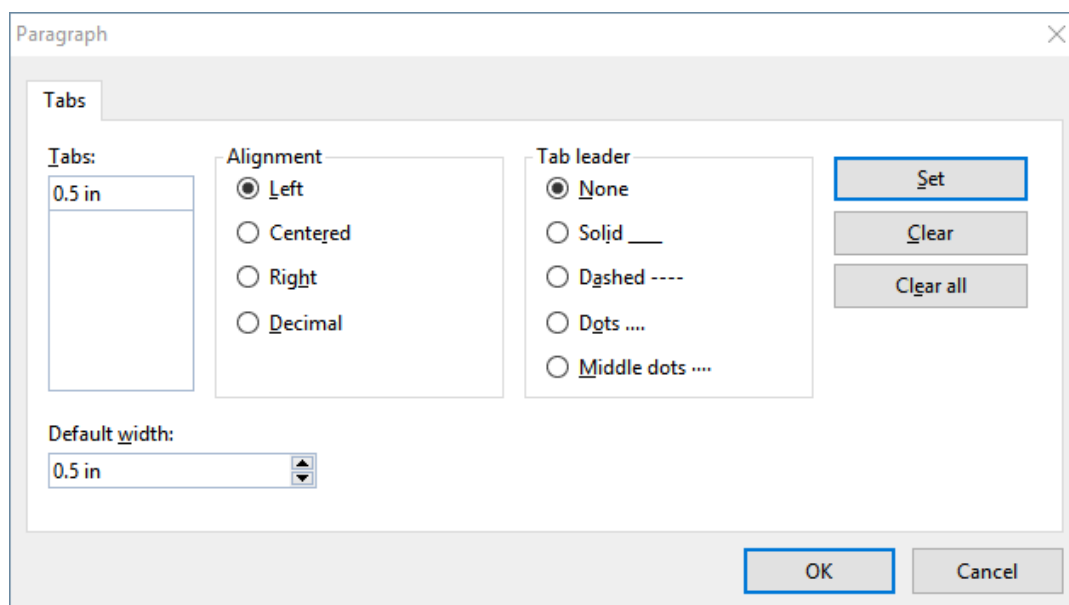 Paragraph
Tabs
Tabs:
0.5 in
Alignment
Left
Centered
Right
Decimal
Tab leader
None
Solid ___
Dashed ----
Dots ....
Middle dots ····
Set
Clear
Clear all
Default width:
0.5 in
OK
Cancel